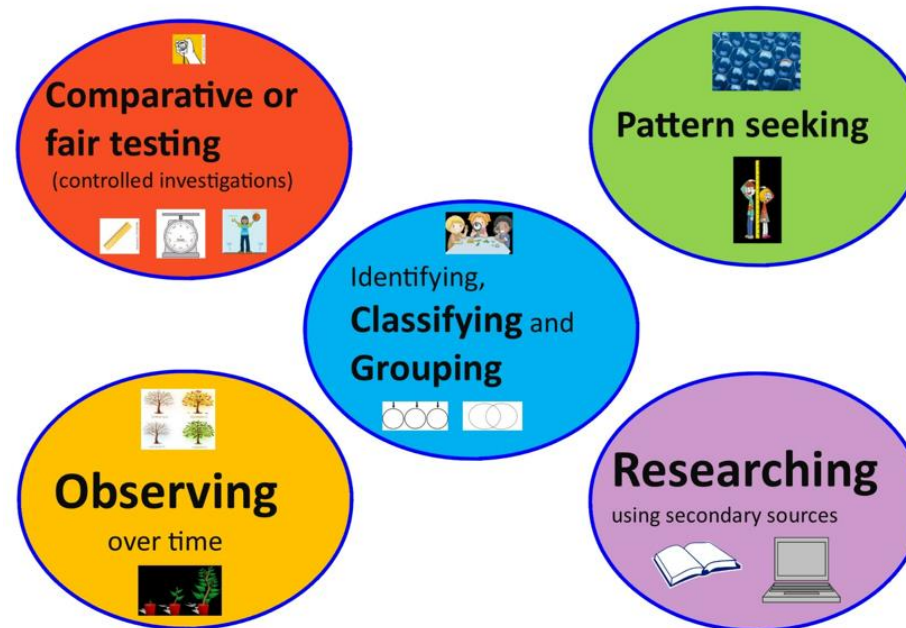 Comparative or
fair testing
(controlled investigations)
Pattern seeking
Identifying,
Classifying and
Grouping
Observing
over time
Researching
using secondary sources